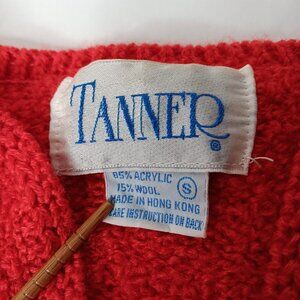 TANNER®
85% ACRYLIC
15% WOOL
MADE IN HONG KONG
CARE INSTRUCTION ON BACK
S